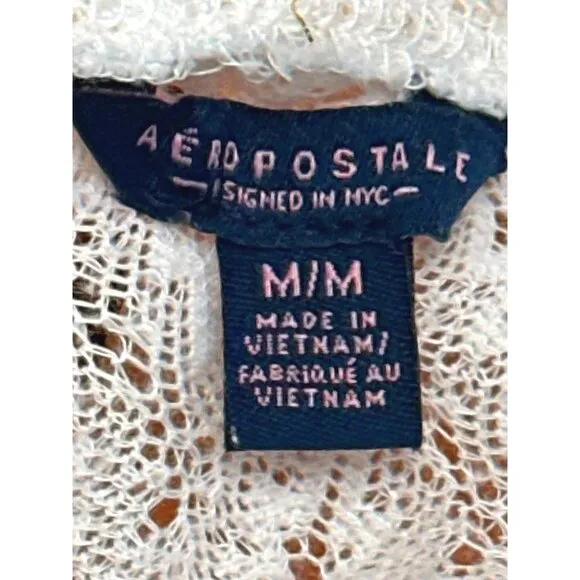 AÉROPOSTALE
SIGNED IN NYC
M/M
MADE IN
VIETNAM/
FABRIQUÉ AU
VIETNAM